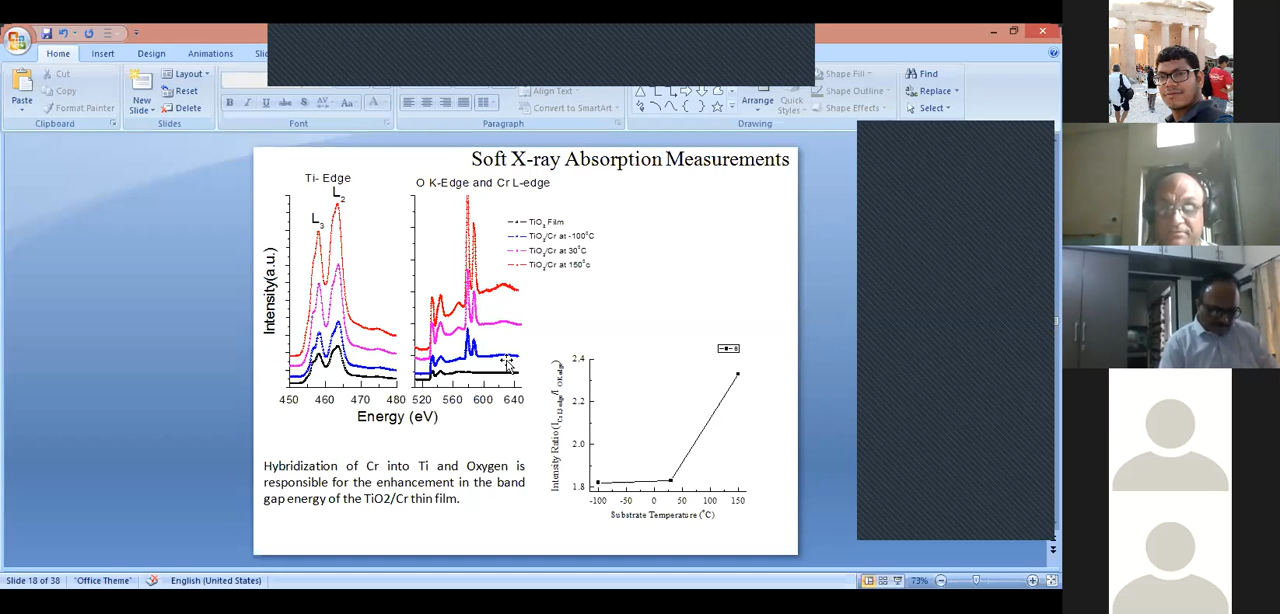 Home Insert Design Animations
Paste
Cut
Copy
Format Painter
Clipboard
New Slide
Layout
Reset
Delete
Slides
Font
Align Text
Convert to SmartArt
Paragraph
Arrange
Quick Styles
Shape Fill
Shape Outline
Shape Effects
Drawing
Find
Replace
Select
Editing
Soft X-ray Absorption Measurements
Ti- Edge
L3
L2
O K-Edge and Cr L-edge
TiO2 Film
TiO2/Cr at -100°C
TiO2/Cr at 30°C
TiO2/Cr at 150°c
Intensity(a.u.)
450 460 470 480 520 560 600 640
Energy (eV)
B
Intensity Ratio (I
2.4
2.2
2.0
1.8
-100 -50 0 50 100 150
Substrate Temperature (°C)
Hybridization of Cr into Ti and Oxygen is
responsible for the enhancement in the band
gap energy of the TiO2/Cr thin film.
Slide 18 of 38 "Office Theme" English (United States) 73%